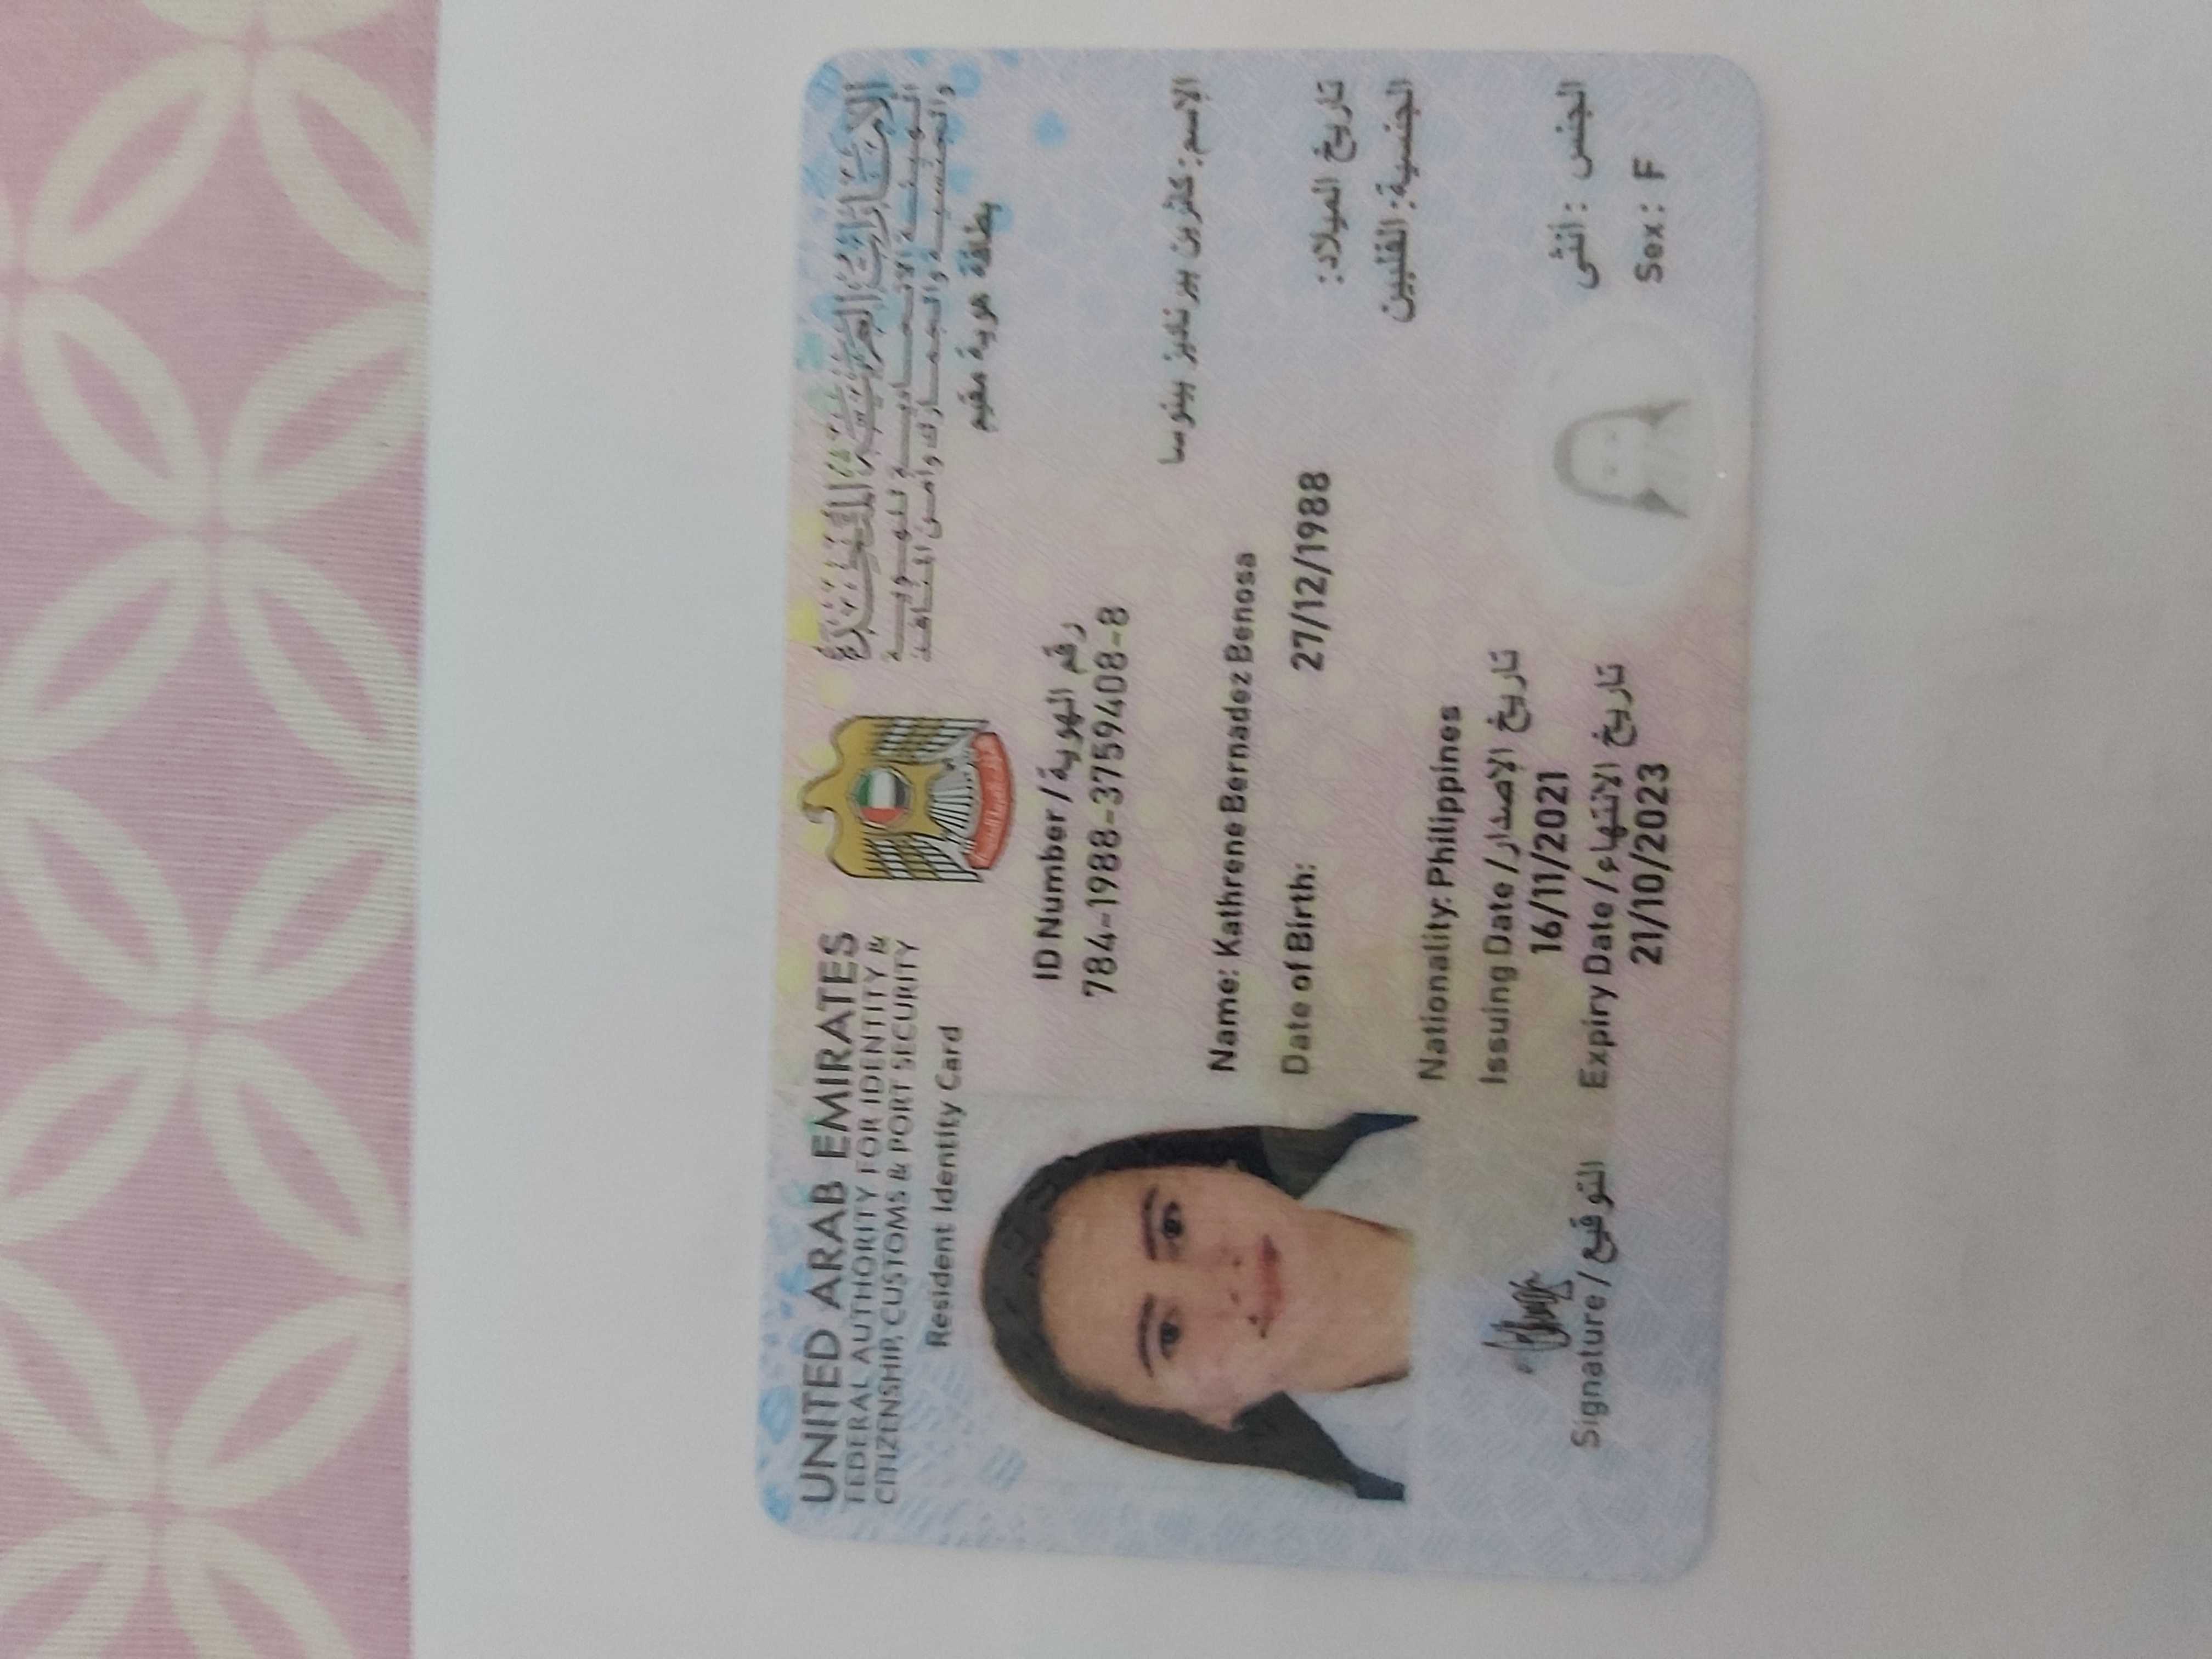 UNITED ARAB EMIRATES
FEDERAL AUTHORITY FOR IDENTITY &
CITIZENSHIP, CUSTOMS & PORT SECURITY
Resident Identity Card
الإمارات العربية المتحدة
الهيئة الاتحادية للهوية
والجنسية والجمارك وأمن المنافذ
بطاقة هوية مقيم
ID Number / رقم الهوية
784-1988-3759408-8
الإسم: كاثرين بيرناديز بينوسا
Name: Kathrene Bernadez Benosa
Date of Birth: 27/12/1988 تاريخ الميلاد:
الجنسية: الفلبين
Nationality: Philippines
Issuing Date / تاريخ الإصدار
16/11/2021
Expiry Date / تاريخ الانتهاء
21/10/2023
Signature / التوقيع
الجنس : أنثى
Sex: F